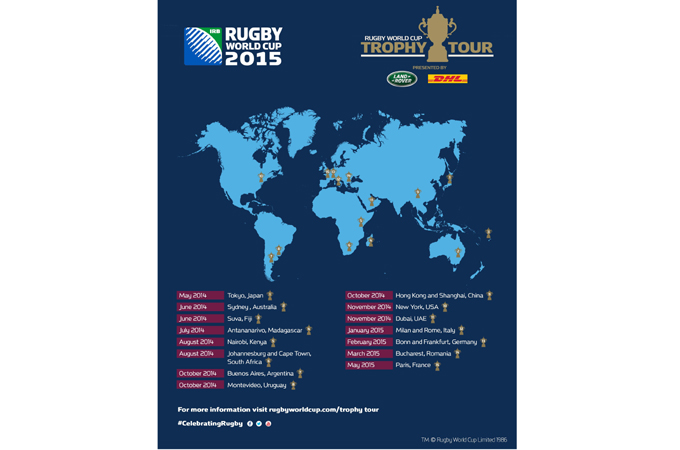 IRB
RUGBY
WORLD CUP
2015
RUGBY WORLD CUP
TROPHY TOUR
PRESENTED BY
LAND ROVER
DHL
May 2014 Tokyo, Japan
June 2014 Sydney , Australia
June 2014 Suva, Fiji
July 2014 Antananarivo, Madagascar
August 2014 Nairobi, Kenya
August 2014 Johannesburg and Cape Town,
South Africa
October 2014 Buenos Aires, Argentina
October 2014 Montevideo, Uruguay
October 2014 Hong Kong and Shanghai, China
November 2014 New York, USA
November 2014 Dubai, UAE
January 2015 Milan and Rome, Italy
February 2015 Bonn and Frankfurt, Germany
March 2015 Bucharest, Romania
May 2015 Paris, France
For more information visit rugbyworldcup.com/trophy tour
#CelebratingRugby
TM. © Rugby World Cup Limited 1986